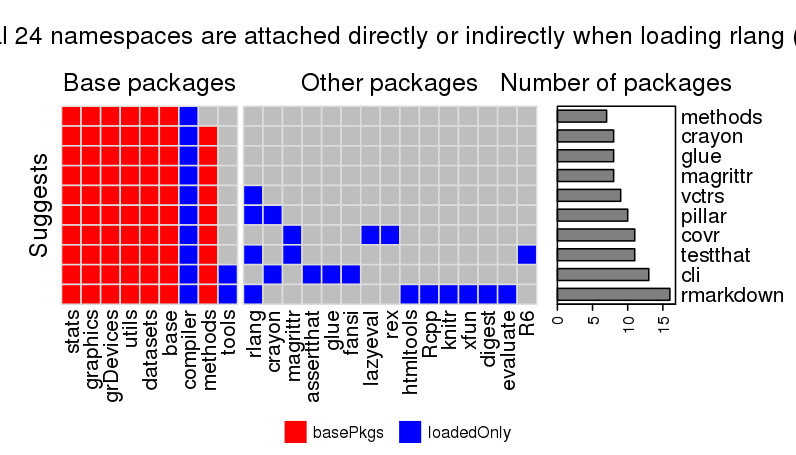 24 namespaces are attached directly or indirectly when loading rlang (
Base packages
Other packages
Number of packages
Suggests
methods
crayon
glue
magrittr
vctrs
pillar
covr
testthat
cli
rmarkdown
stats
graphics
grDevices
utils
datasets
base
compiler
methods
tools
rlang
crayon
magrittr
assertthat
glue
fansi
lazyeval
rex
htmltools
Rcpp
knitr
xfun
digest
evaluate
R6
0
5
10
15
basePkgs
loadedOnly